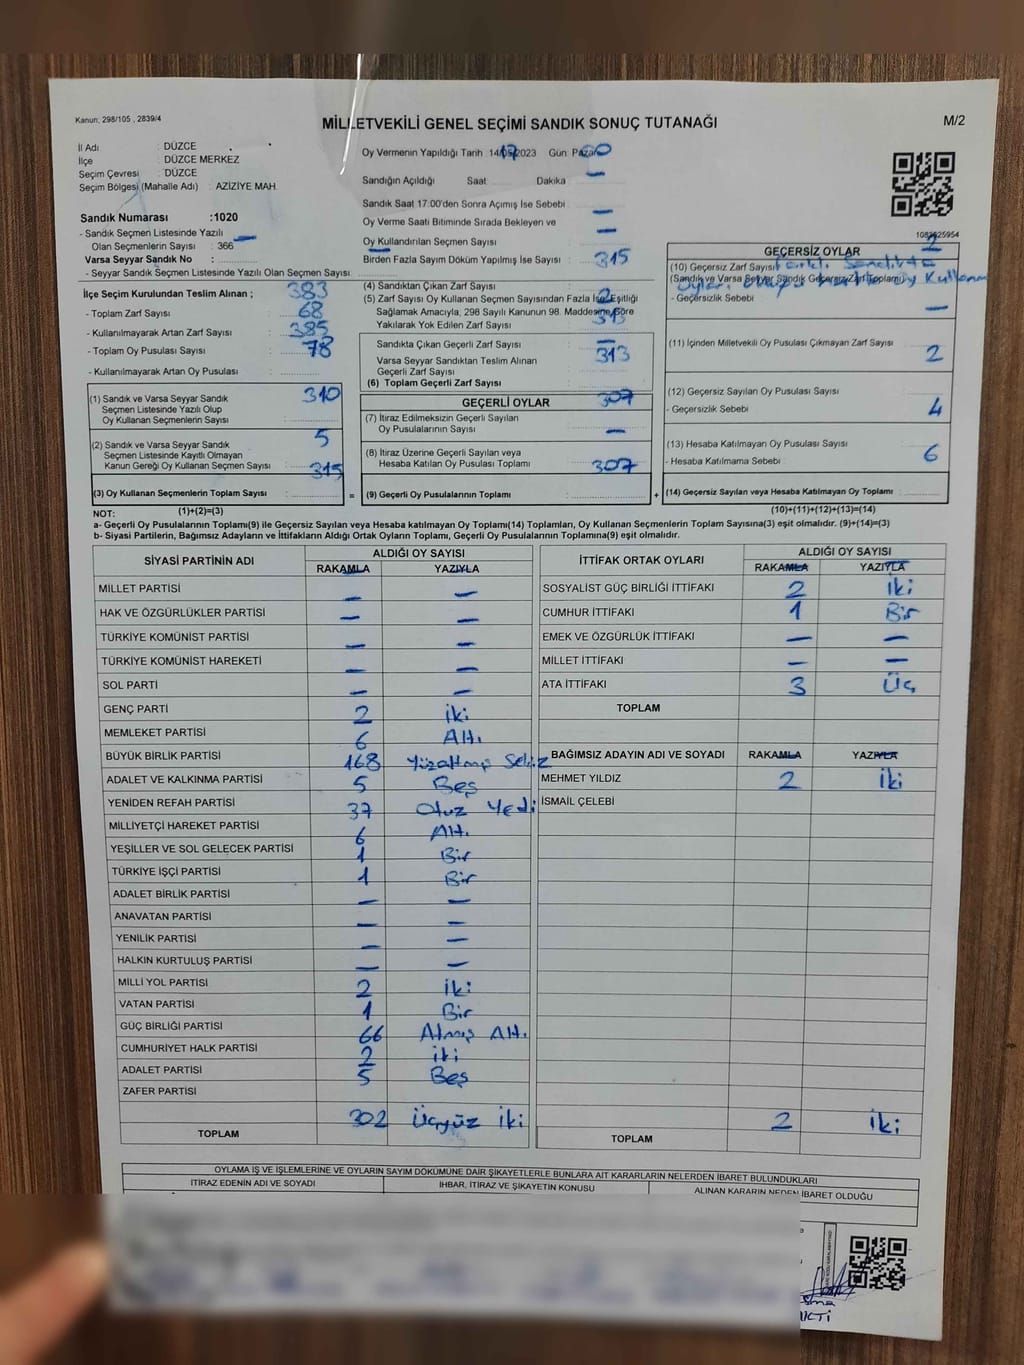 Kanun; 298/105 , 2839/4
MİLLETVEKİLİ GENEL SEÇİMİ SANDIK SONUÇ TUTANAĞI
M/2
İl Adı : DÜZCE
İlçe : DÜZCE MERKEZ
Seçim Çevresi : DÜZCE
Seçim Bölgesi (Mahalle Adı) : AZİZİYE MAH.
Sandık Numarası :1020
- Sandık Seçmen Listesinde Yazılı
Olan Seçmenlerin Sayısı : 366
Varsa Seyyar Sandık No :
- Seyyar Sandık Seçmen Listesinde Yazılı Olan Seçmen Sayısı
İlçe Seçim Kurulundan Teslim Alınan ; 383
- Toplam Zarf Sayısı 68
- Kullanılmayarak Artan Zarf Sayısı 385
- Toplam Oy Pusulası Sayısı 78
- Kullanılmayarak Artan Oy Pusulası
(1) Sandık ve Varsa Seyyar Sandık 310
Seçmen Listesinde Yazılı Olup
Oy Kullanan Seçmenlerin Sayısı
(2) Sandık ve Varsa Seyyar Sandık 5
Seçmen Listesinde Kayıtlı Olmayan
Kanun Gereği Oy Kullanan Seçmen Sayısı 315
(3) Oy Kullanan Seçmenlerin Toplam Sayısı =
Oy Vermenin Yapıldığı Tarih : 14/05/2023 Gün: Pazar
17 00
Sandığın Açıldığı Saat Dakika —
Sandık Saat 17:00'den Sonra Açımış İse Sebebi : —
Oy Verme Saati Bitiminde Sırada Bekleyen ve —
Oy Kullandırılan Seçmen Sayısı —
Birden Fazla Sayım Döküm Yapılmış İse Sayısı 315
(4) Sandıktan Çıkan Zarf Sayısı
(5) Zarf Sayısı Oy Kullanan Seçmen Sayısından Fazla İse, Eşitliği 2
Sağlamak Amacıyla, 298 Sayılı Kanunun 98. Maddesine Göre 313
Yakılarak Yok Edilen Zarf Sayısı
Sandıkta Çıkan Geçerli Zarf Sayısı —
Varsa Seyyar Sandıktan Teslim Alınan 313
Geçerli Zarf Sayısı
(6) Toplam Geçerli Zarf Sayısı
GEÇERLİ OYLAR 307
(7) İtiraz Edilmeksizin Geçerli Sayılan
Oy Pusulalarının Sayısı —
(8) İtiraz Üzerine Geçerli Sayılan ve
Hesaba Katılan Oy Pusulası Toplamı 307
(9) Geçerli Oy Pusulalarının Toplamı +
1083825954
2
GEÇERSİZ OYLAR
(10) Geçersiz Zarf Sayısı
(Sandık ve Varsa Seyyar Sandık Geçersiz Zarf Toplamı)
- Geçersizlik Sebebi —
(11) İçinden Milletvekili Oy Pusulası Çıkmayan Zarf Sayısı 2
(12) Geçersiz Sayılan Oy Pusulası Sayısı
- Geçersizlik Sebebi 4
(13) Hesaba Katılmayan Oy Pusulası Sayısı
- Hesaba Katılmama Sebebi 6
(14) Geçersiz Sayılan veya Hesaba Katılmayan Oy Toplamı
NOT: (1)+(2)=(3) (10)+(11)+(12)+(13)=(14)
a- Geçerli Oy Pusulalarının Toplamı(9) ile Geçersiz Sayılan veya Hesaba katılmayan Oy Toplamı(14) Toplamları, Oy Kullanan Seçmenlerin Toplam Sayısına(3) eşit olmalıdır. (9)+(14)=(3)
b- Siyasi Partilerin, Bağımsız Adayların ve İttifakların Aldığı Ortak Oyların Toplamı, Geçerli Oy Pusulalarının Toplamına(9) eşit olmalıdır.
SİYASİ PARTİNİN ADI ALDIĞI OY SAYISI
RAKAMLA YAZIYLA
— —
MİLLET PARTİSİ — —
HAK VE ÖZGÜRLÜKLER PARTİSİ — —
TÜRKİYE KOMÜNİST PARTİSİ — —
TÜRKİYE KOMÜNİST HAREKETİ — —
SOL PARTİ — —
GENÇ PARTİ 2 iki
MEMLEKET PARTİSİ 6 Altı
BÜYÜK BİRLİK PARTİSİ 168 Yüzaltmış Sekiz
ADALET VE KALKINMA PARTİSİ 5 Beş
YENİDEN REFAH PARTİSİ 37 Otuz Yedi
MİLLİYETÇİ HAREKET PARTİSİ 6 Altı
YEŞİLLER VE SOL GELECEK PARTİSİ 1 Bir
TÜRKİYE İŞÇİ PARTİSİ 1 Bir
ADALET BİRLİK PARTİSİ — —
ANAVATAN PARTİSİ — —
YENİLİK PARTİSİ — —
HALKIN KURTULUŞ PARTİSİ — —
MİLLİ YOL PARTİSİ 2 iki
VATAN PARTİSİ 1 Bir
GÜÇ BİRLİĞİ PARTİSİ 66 Atmış Altı
CUMHURİYET HALK PARTİSİ 2 iki
ADALET PARTİSİ 5 Beş
ZAFER PARTİSİ
302 Üçyüz İki
TOPLAM
İTTİFAK ORTAK OYLARI ALDIĞI OY SAYISI
RAKAMLA YAZIYLA
SOSYALİST GÜÇ BİRLİĞİ İTTİFAKI 2 iki
CUMHUR İTTİFAKI 1 Bir
EMEK VE ÖZGÜRLÜK İTTİFAKI — —
MİLLET İTTİFAKI — —
ATA İTTİFAKI 3 Üç
TOPLAM
BAĞIMSIZ ADAYIN ADI VE SOYADI RAKAMLA YAZIYLA
MEHMET YILDIZ 2 iki
İSMAİL ÇELEBİ
2 iki
TOPLAM
OYLAMA İŞ VE İŞLEMLERİNE VE OYLARIN SAYIM DÖKÜMÜNE DAİR ŞİKAYETLERLE BUNLARA AİT KARARLARIN NELERDEN İBARET BULUNDUKLARI
İTİRAZ EDENİN ADI VE SOYADI İHBAR, İTİRAZ VE ŞİKAYETİN KONUSU ALINAN KARARIN NEDEN İBARET OLDUĞU